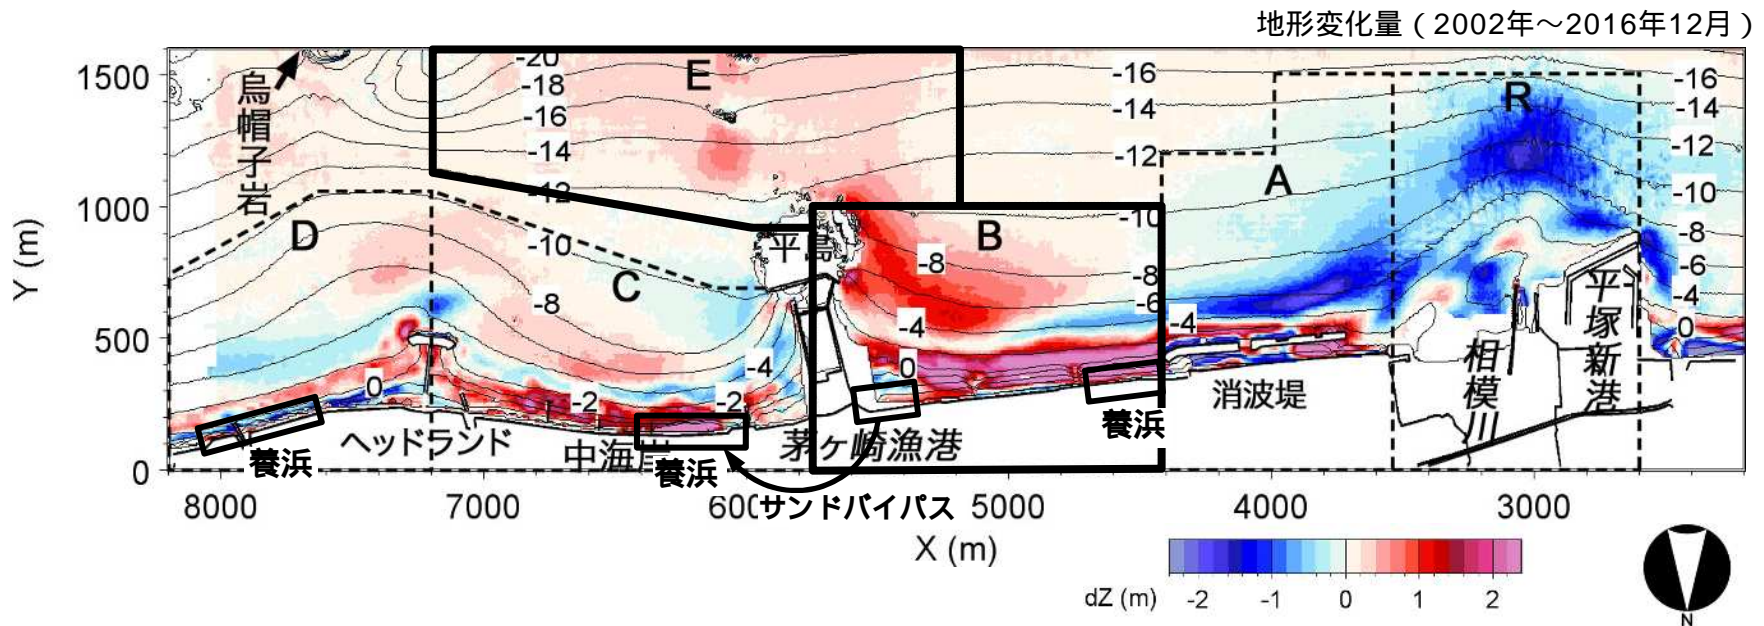 地形変化量(2002年~2016年12月)
1500
1000
500
0
Y (m)
烏帽子岩
E
R
A
B
C
D
-20
-18
-16
-14
-12
-10
-8
-4
-2
-2
0
-16
-14
-12
-10
-8
-6
-4
-8
-4
0
-16
-14
-12
-10
-8
-6
-4
0
平島
平塚新港
相模川
消波堤
ヘッドランド
中海岸
茅ヶ崎漁港
養浜
養浜
養浜
サンドバイパス
8000
7000
600
5000
4000
3000
X (m)
dZ (m)
-2
-1
0
1
2
N